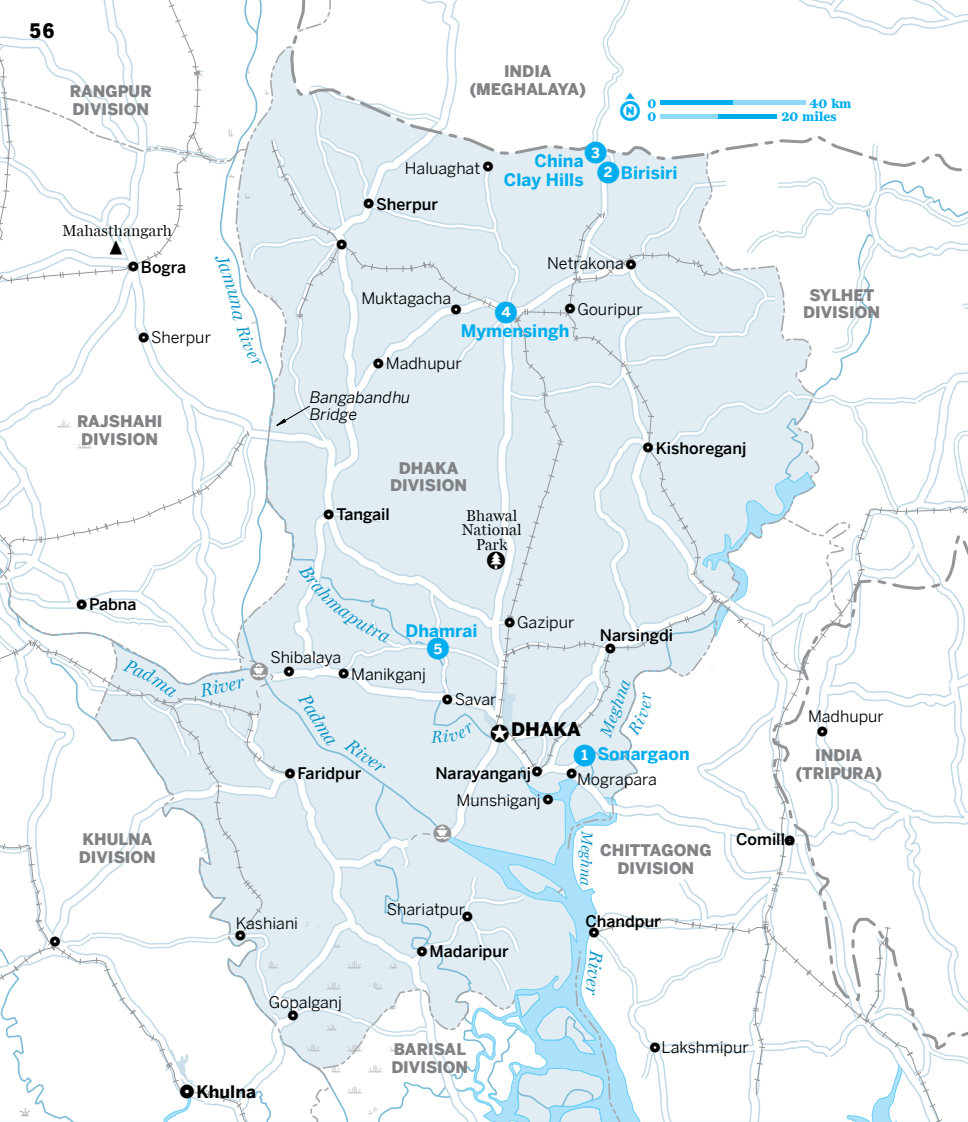 56
INDIA
(MEGHALAYA)
RANGPUR
DIVISION
N
0
40 km
0
20 miles
3
China
Clay Hills
2
Birisiri
Haluaghat
Sherpur
Mahasthangarh
Bogra
Netrakona
Jamuna River
Muktagacha
4
Mymensingh
Gouripur
SYLHET
DIVISION
Sherpur
Madhupur
Bangabandhu
Bridge
RAJSHAHI
DIVISION
Kishoreganj
DHAKA
DIVISION
Tangail
Bhawal
National
Park
Brahmaputra
Pabna
Gazipur
Dhamrai
5
Narsingdi
Shibalaya
Manikganj
Padma
River
Savar
Padma
River
River
Meghna
River
DHAKA
Madhupur
INDIA
(TRIPURA)
1
Sonargaon
Faridpur
Narayanganj
Mograpara
Munshiganj
KHULNA
DIVISION
Meghna
River
CHITTAGONG
DIVISION
Comilla
Shariatpur
Kashiani
Chandpur
Madaripur
Gopalganj
BARISAL
DIVISION
Lakshmipur
Khulna